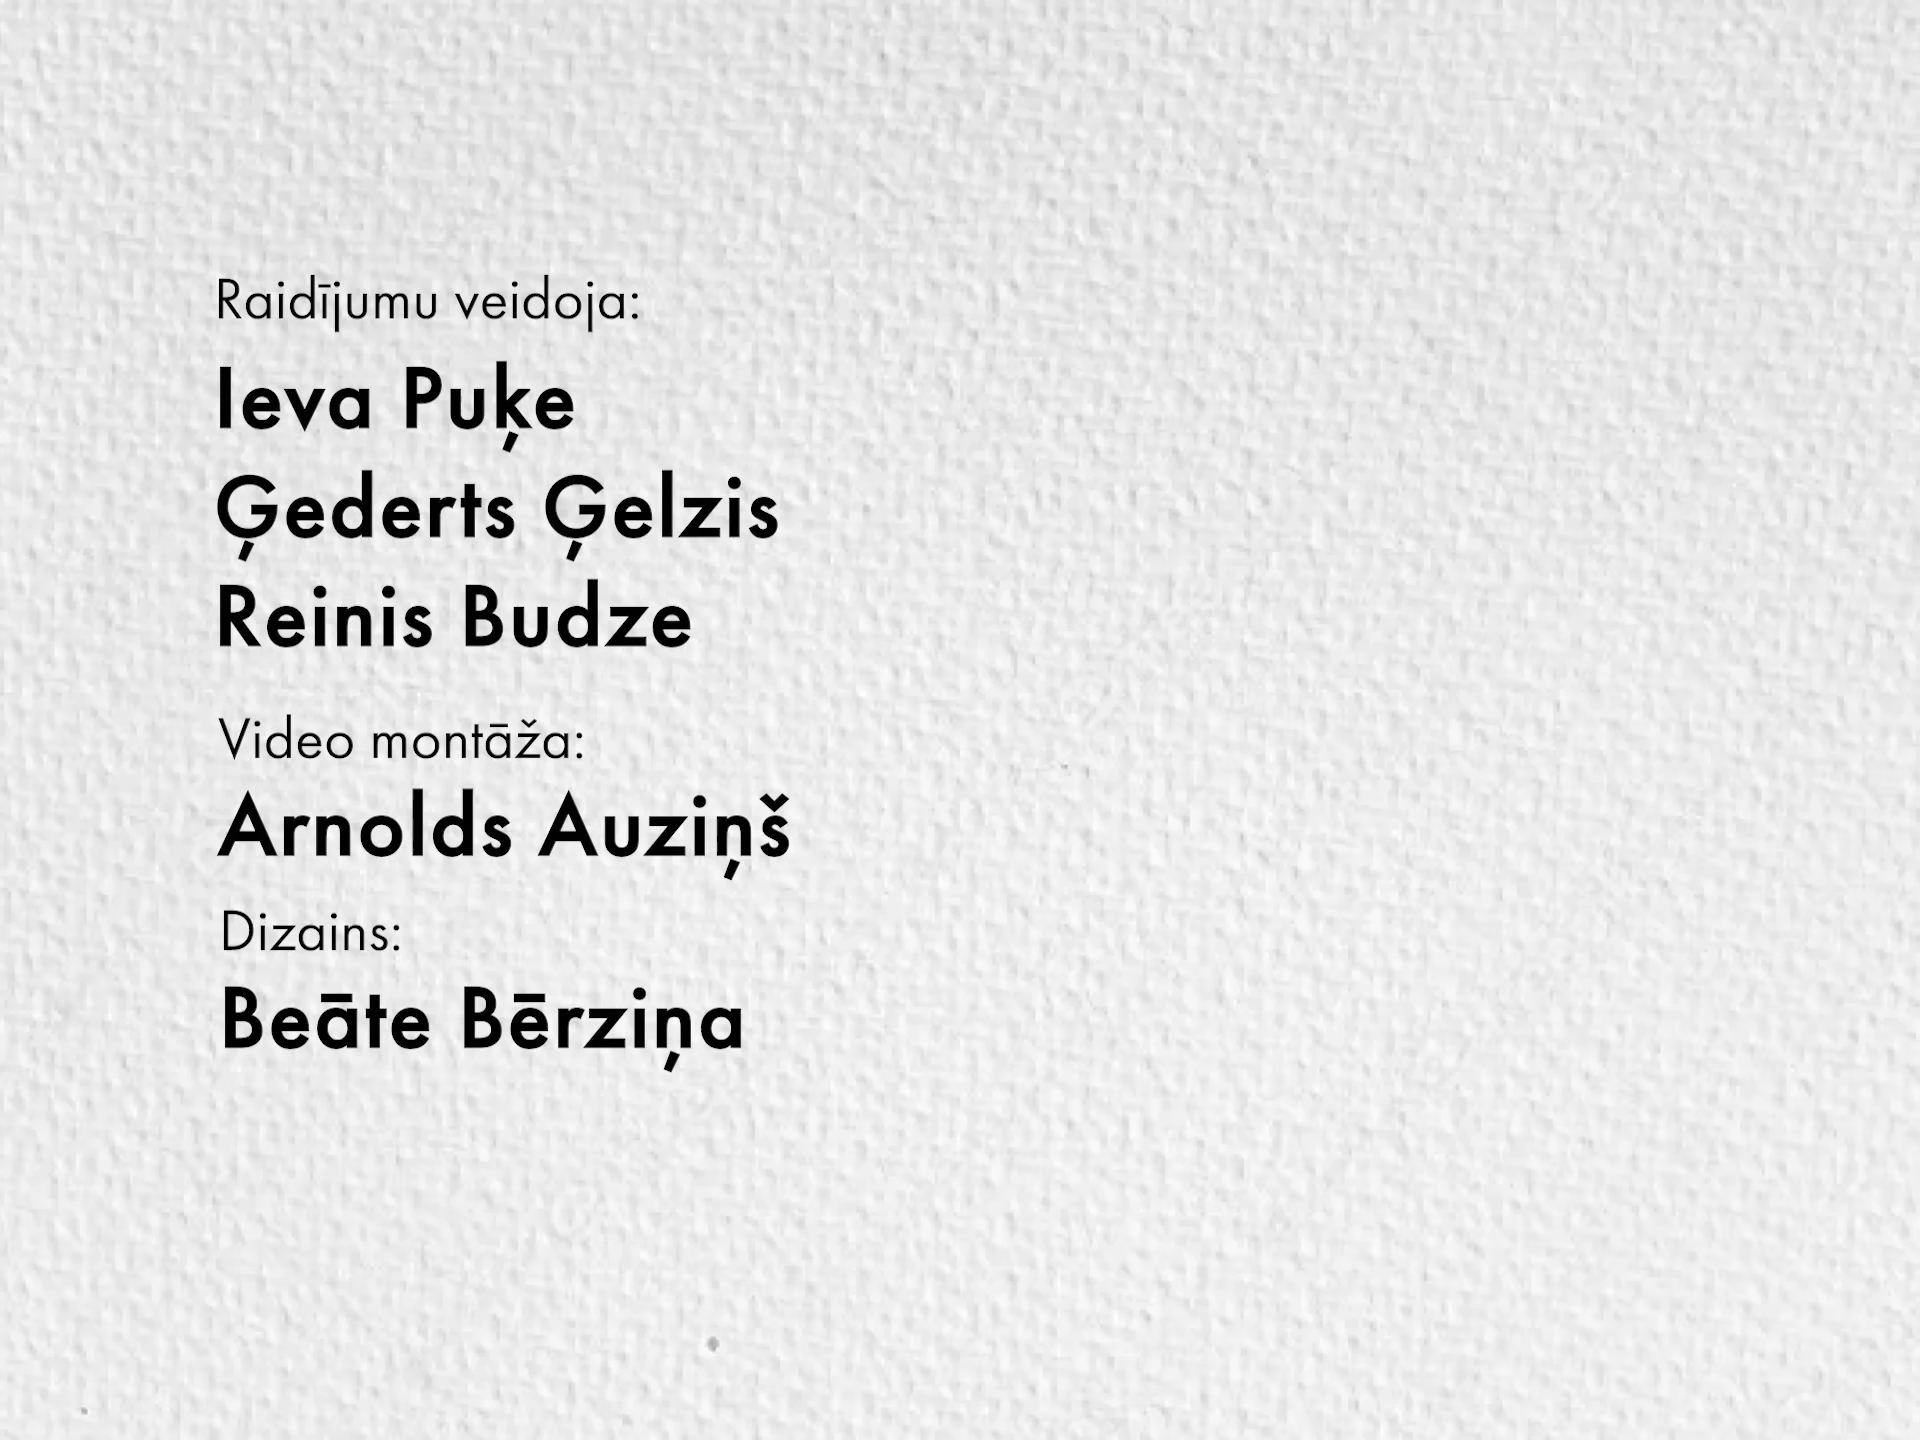 Raidījumu veidoja:
Ieva Puķe
Ģederts Ģelzis
Reinis Budze
Video montāža:
Arnolds Auziņš
Dizains:
Beāte Bērziņa